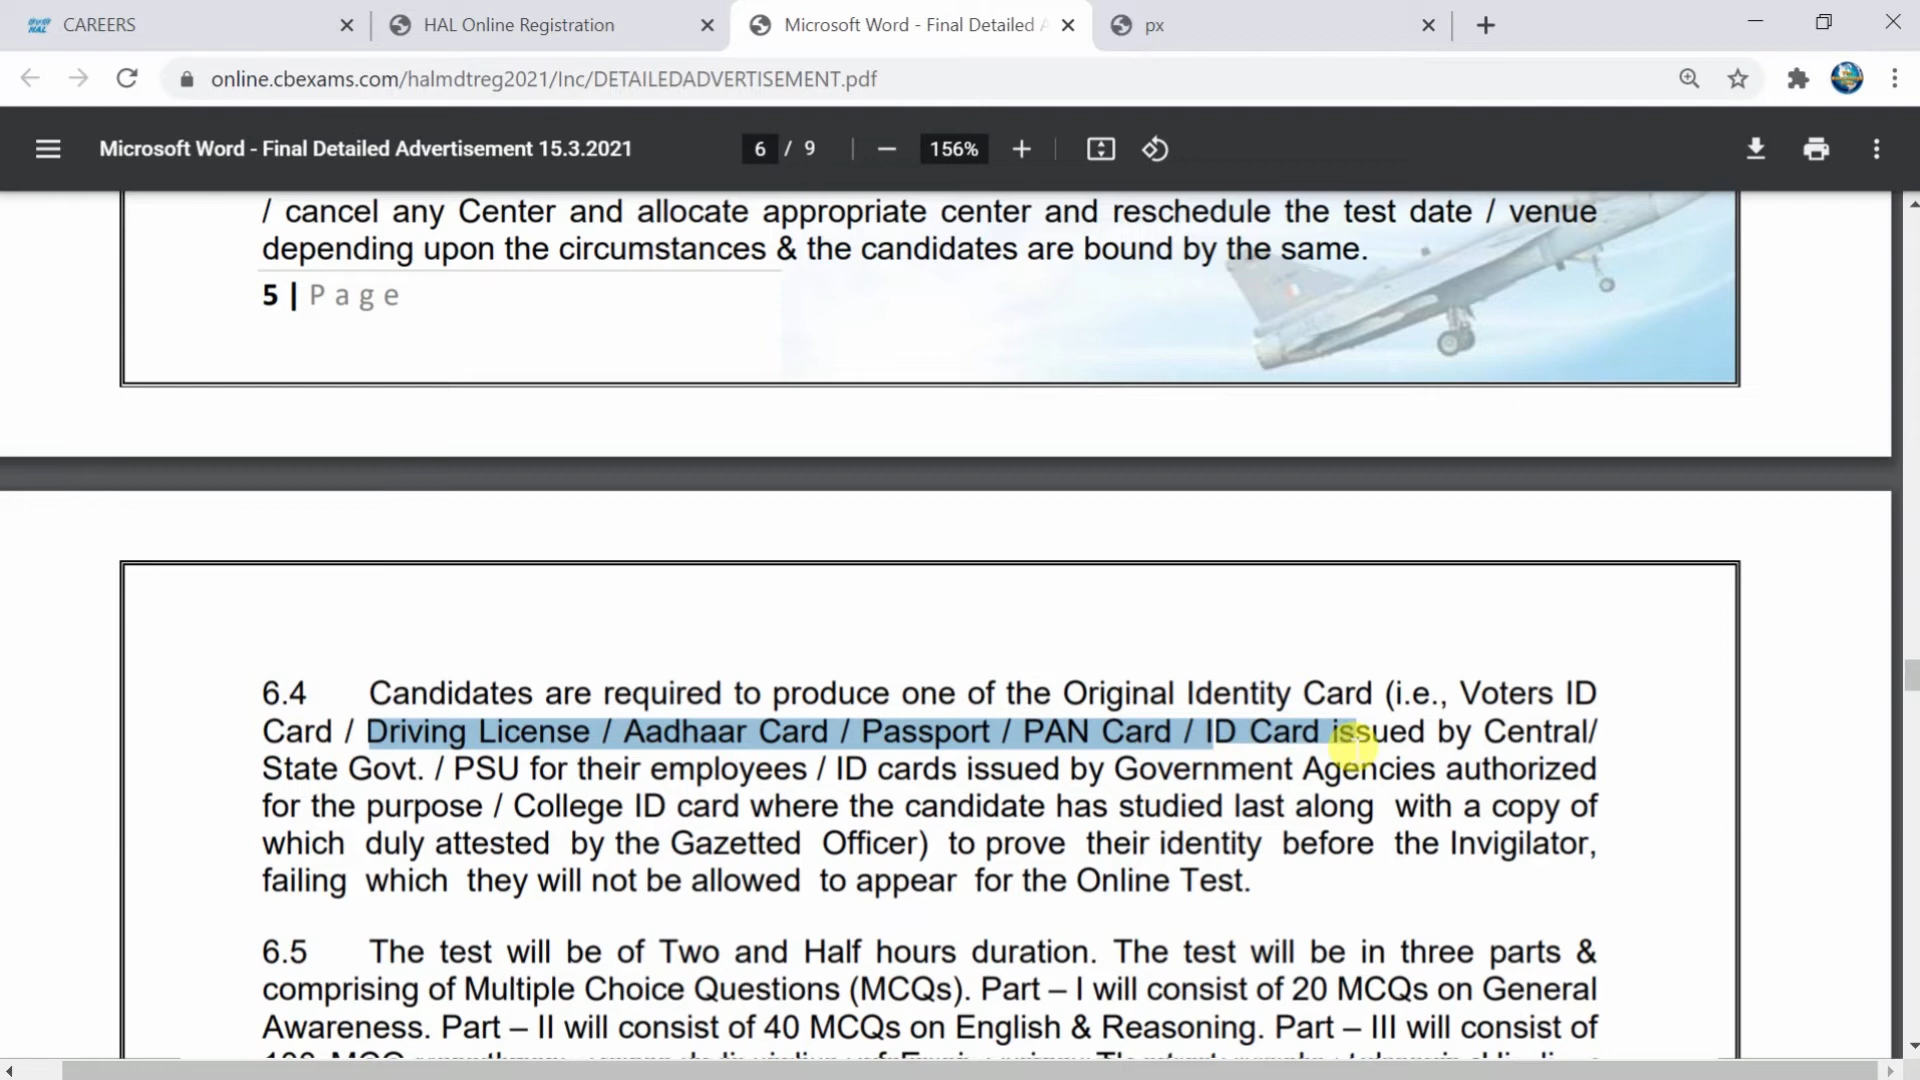 CAREERS
HAL Online Registration
Microsoft Word - Final Detailed A
px
online.cbexams.com/halmdtreg2021/Inc/DETAILEDADVERTISEMENT.pdf
Microsoft Word - Final Detailed Advertisement 15.3.2021
6 / 9
156%
/ cancel any Center and allocate appropriate center and reschedule the test date / venue
depending upon the circumstances & the candidates are bound by the same.
5 | P a g e
6.4 Candidates are required to produce one of the Original Identity Card (i.e., Voters ID
Card / Driving License / Aadhaar Card / Passport / PAN Card / ID Card issued by Central/
State Govt. / PSU for their employees / ID cards issued by Government Agencies authorized
for the purpose / College ID card where the candidate has studied last along with a copy of
which duly attested by the Gazetted Officer) to prove their identity before the Invigilator,
failing which they will not be allowed to appear for the Online Test.
6.5 The test will be of Two and Half hours duration. The test will be in three parts &
comprising of Multiple Choice Questions (MCQs). Part – I will consist of 20 MCQs on General
Awareness. Part – II will consist of 40 MCQs on English & Reasoning. Part – III will consist of